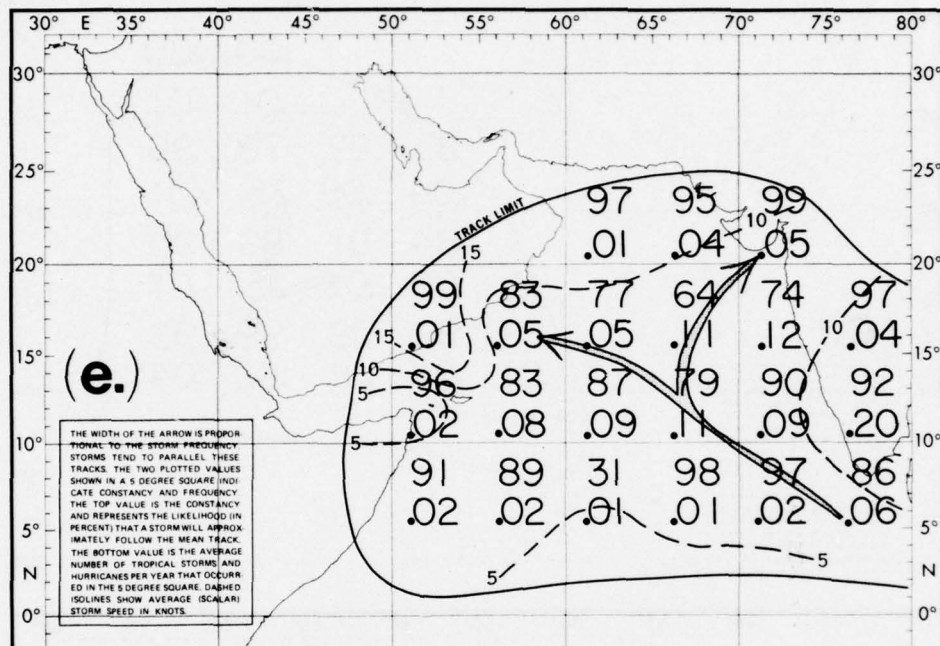 30°E 35° 40° 45° 50° 55° 60° 65° 70° 75° 80°
30° 30°
25° 25°
97 95 99
TRACK LIMIT
10
15
.01 .04 .05
20° 20°
99 83 77 64 74 97
15 10
.01 .05 .05 .11 .12 .04
15° 15°
(e.)
10
5
96 83 87 79 90 92
.02 .08 .09 .11 .09 .20
10° 5 10°
91 89 31 98 97 86
.02 .02 .01 .01 .02 .06
5° 5°
5 5
N N
0° 0°
THE WIDTH OF THE ARROW IS PROPOR-
TIONAL TO THE STORM FREQUENCY.
STORMS TEND TO PARALLEL THESE
TRACKS. THE TWO PLOTTED VALUES
SHOWN IN A 5 DEGREE SQUARE INDI-
CATE CONSTANCY AND FREQUENCY.
THE TOP VALUE IS THE CONSTANCY
AND REPRESENTS THE LIKELIHOOD (IN
PERCENT) THAT A STORM WILL APPROX-
IMATELY FOLLOW THE MEAN TRACK.
THE BOTTOM VALUE IS THE AVERAGE
NUMBER OF TROPICAL STORMS AND
HURRICANES PER YEAR THAT OCCURR-
ED IN THE 5 DEGREE SQUARE. DASHED
ISOLINES SHOW AVERAGE (SCALAR)
STORM SPEED IN KNOTS.